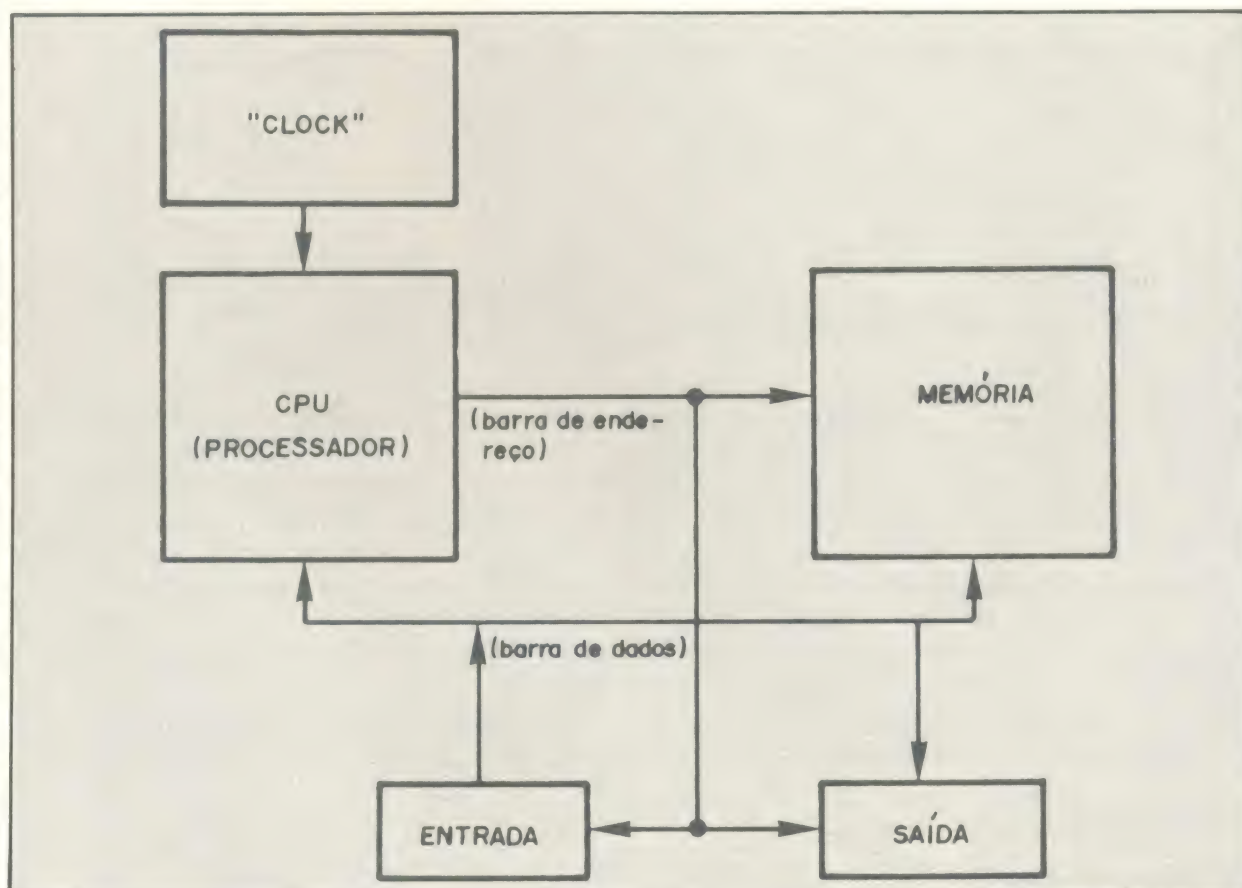 "CLOCK"
CPU
(PROCESSADOR)
(barra de ende-
reço)
MEMÓRIA
(barra de dados)
ENTRADA
SAÍDA